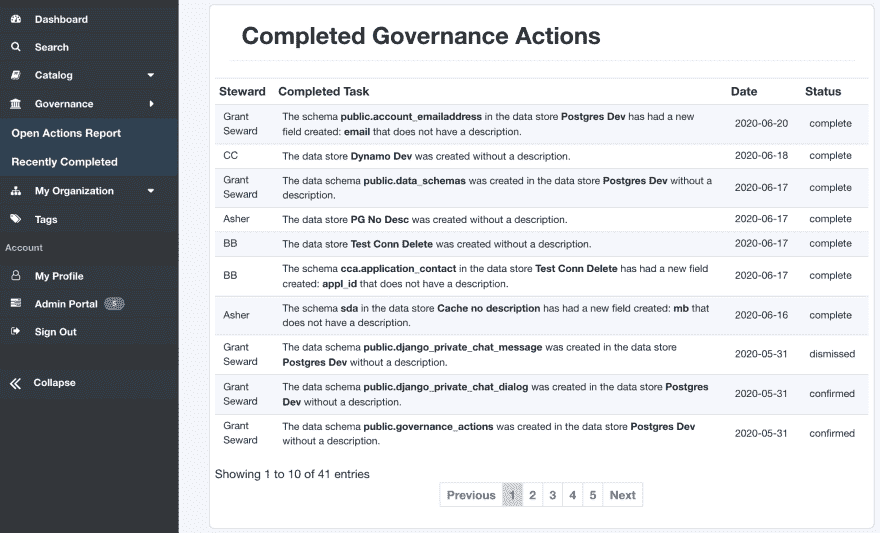 Dashboard
Search
Catalog
Governance
Open Actions Report
Recently Completed
My Organization
Tags
Account
My Profile
Admin Portal 5
Sign Out
Collapse
Completed Governance Actions
Steward Completed Task Date Status
Grant Seward The schema public.account_emailaddress in the data store Postgres Dev has had a new
field created: email that does not have a description. 2020-06-20 complete
CC The data store Dynamo Dev was created without a description. 2020-06-18 complete
Grant Seward The data schema public.data_schemas was created in the data store Postgres Dev without a
description. 2020-06-17 complete
Asher The data store PG No Desc was created without a description. 2020-06-17 complete
BB The data store Test Conn Delete was created without a description. 2020-06-17 complete
BB The schema cca.application_contact in the data store Test Conn Delete has had a new field
created: appl_id that does not have a description. 2020-06-17 complete
Asher The schema sda in the data store Cache no description has had a new field created: mb that
does not have a description. 2020-06-16 complete
Grant Seward The data schema public.django_private_chat_message was created in the data store
Postgres Dev without a description. 2020-05-31 dismissed
Grant Seward The data schema public.django_private_chat_dialog was created in the data store Postgres
Dev without a description. 2020-05-31 confirmed
Grant Seward The data schema public.governance_actions was created in the data store Postgres Dev
without a description. 2020-05-31 confirmed
Showing 1 to 10 of 41 entries
Previous 1 2 3 4 5 Next